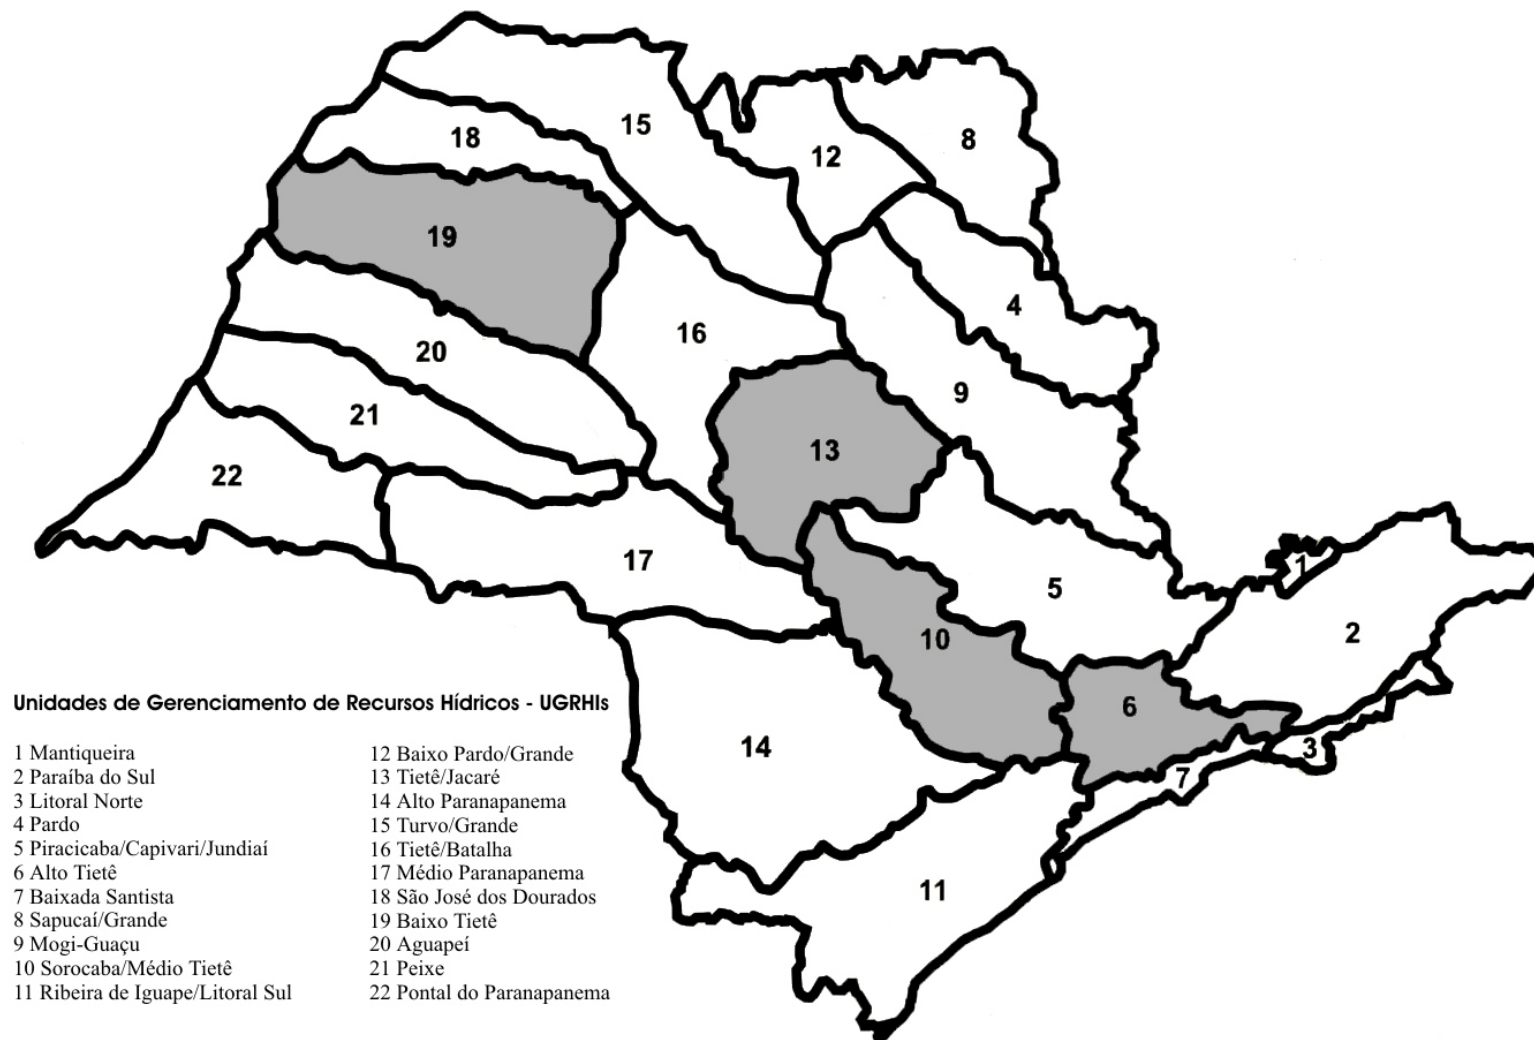 15
18
12
8
19
4
16
20
9
21
13
22
17
1
5
10
2
6
14
3
7
11
Unidades de Gerenciamento de Recursos Hídricos - UGRHIs
1 Mantiqueira
2 Paraíba do Sul
3 Litoral Norte
4 Pardo
5 Piracicaba/Capivari/Jundiaí
6 Alto Tietê
7 Baixada Santista
8 Sapucaí/Grande
9 Mogi-Guaçu
10 Sorocaba/Médio Tietê
11 Ribeira de Iguape/Litoral Sul
12 Baixo Pardo/Grande
13 Tietê/Jacaré
14 Alto Paranapanema
15 Turvo/Grande
16 Tietê/Batalha
17 Médio Paranapanema
18 São José dos Dourados
19 Baixo Tietê
20 Aguapeí
21 Peixe
22 Pontal do Paranapanema